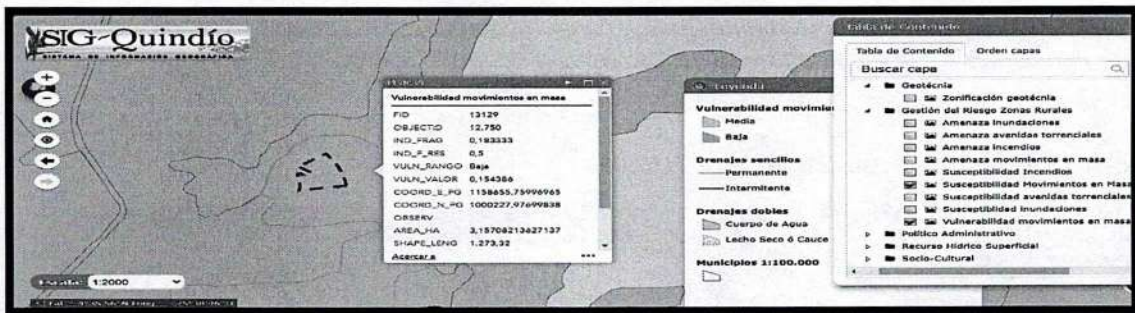 SIG-Quindío
SISTEMA DE INFORMACIÓN GEOGRÁFICA
Vulnerabilidad movimientos en masa
FID 13129
OBJECTID 12,750
IND_FRAG 0,183333
IND_F_RES 0,5
VULN_RANGO Baja
VULN_VALOR 0,154386
COORD_E_PG 1158655,75996965
COORD_N_PG 1000227,97699838
OBSERV
AREA_HA 3,15708213627137
SHAPE_LENG 1.273,32
Acercar a
Escala: 1:2000
Leyenda
Vulnerabilidad movimie
Media
Baja
Drenajes sencillos
Permanente
Intermitente
Drenajes dobles
Cuerpo de Agua
Lecho Seco ó Cauce
Municipios 1:100.000
Tabla de Contenido
Tabla de Contenido Orden capas
Buscar capa
Geotécnia
Zonificación geotécnia
Gestión del Riesgo Zonas Rurales
Amenaza inundaciones
Amenaza avenidas torrenciales
Amenaza incendios
Amenaza movimientos en masa
Susceptibilidad Incendios
Susceptibilidad Movimientos en Masa
Susceptibilidad avenidas torrenciales
Susceptibilidad inundaciones
Vulnerabilidad movimientos en masa
Político Administrativo
Recurso Hídrico Superficial
Socio-Cultural